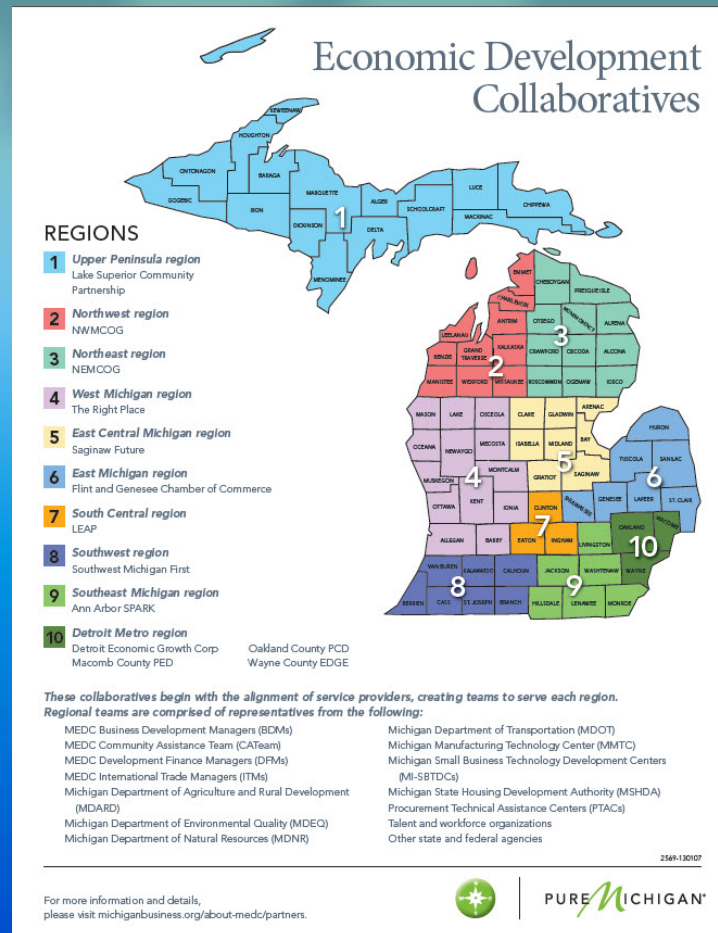 Economic Development
Collaboratives
KEWEENAW
HOUGHTON
ONTONAGON
BARAGA
GOGEBIC
IRON
MARQUETTE
1
DICKINSON
MENOMINEE
ALGER
DELTA
SCHOOLCRAFT
LUCE
MACKINAC
CHIPPEWA
REGIONS
1 Upper Peninsula region
Lake Superior Community
Partnership
2 Northwest region
NWMCOG
3 Northeast region
NEMCOG
4 West Michigan region
The Right Place
5 East Central Michigan region
Saginaw Future
6 East Michigan region
Flint and Genesee Chamber of Commerce
7 South Central region
LEAP
8 Southwest region
Southwest Michigan First
9 Southeast Michigan region
Ann Arbor SPARK
10 Detroit Metro region
Detroit Economic Growth Corp Oakland County PCD
Macomb County PED Wayne County EDGE
EMMET
CHEBOYGAN
PRESQUE ISLE
CHARLEVOIX
ANTRIM
OTSEGO
MONTMORENCY
ALPENA
LEELANAU
3
BENZIE
GRAND
TRAVERSE
KALKASKA
CRAWFORD
OSCODA
ALCONA
2
MANISTEE
WEXFORD
MISSAUKEE
ROSCOMMON
OGEMAW
IOSCO
MASON
LAKE
OSCEOLA
CLARE
GLADWIN
ARENAC
OCEANA
NEWAYGO
MECOSTA
ISABELLA
MIDLAND
BAY
HURON
MUSKEGON
MONTCALM
GRATIOT
5
SAGINAW
TUSCOLA
SANILAC
4
6
OTTAWA
KENT
IONIA
CLINTON
SHIAWASSEE
GENESEE
LAPEER
ST. CLAIR
7
ALLEGAN
BARRY
EATON
INGHAM
LIVINGSTON
OAKLAND
MACOMB
10
VAN BUREN
KALAMAZOO
CALHOUN
JACKSON
WASHTENAW
WAYNE
8
9
BERRIEN
CASS
ST. JOSEPH
BRANCH
HILLSDALE
LENAWEE
MONROE
These collaboratives begin with the alignment of service providers, creating teams to serve each region.
Regional teams are comprised of representatives from the following:
MEDC Business Development Managers (BDMs)
MEDC Community Assistance Team (CATeam)
MEDC Development Finance Managers (DFMs)
MEDC International Trade Managers (ITMs)
Michigan Department of Agriculture and Rural Development
(MDARD)
Michigan Department of Environmental Quality (MDEQ)
Michigan Department of Natural Resources (MDNR)
Michigan Department of Transportation (MDOT)
Michigan Manufacturing Technology Center (MMTC)
Michigan Small Business Technology Development Centers
(MI-SBTDCs)
Michigan State Housing Development Authority (MSHDA)
Procurement Technical Assistance Centers (PTACs)
Talent and workforce organizations
Other state and federal agencies
2569-130107
For more information and details,
please visit michiganbusiness.org/about-medc/partners.
PURE MICHIGAN